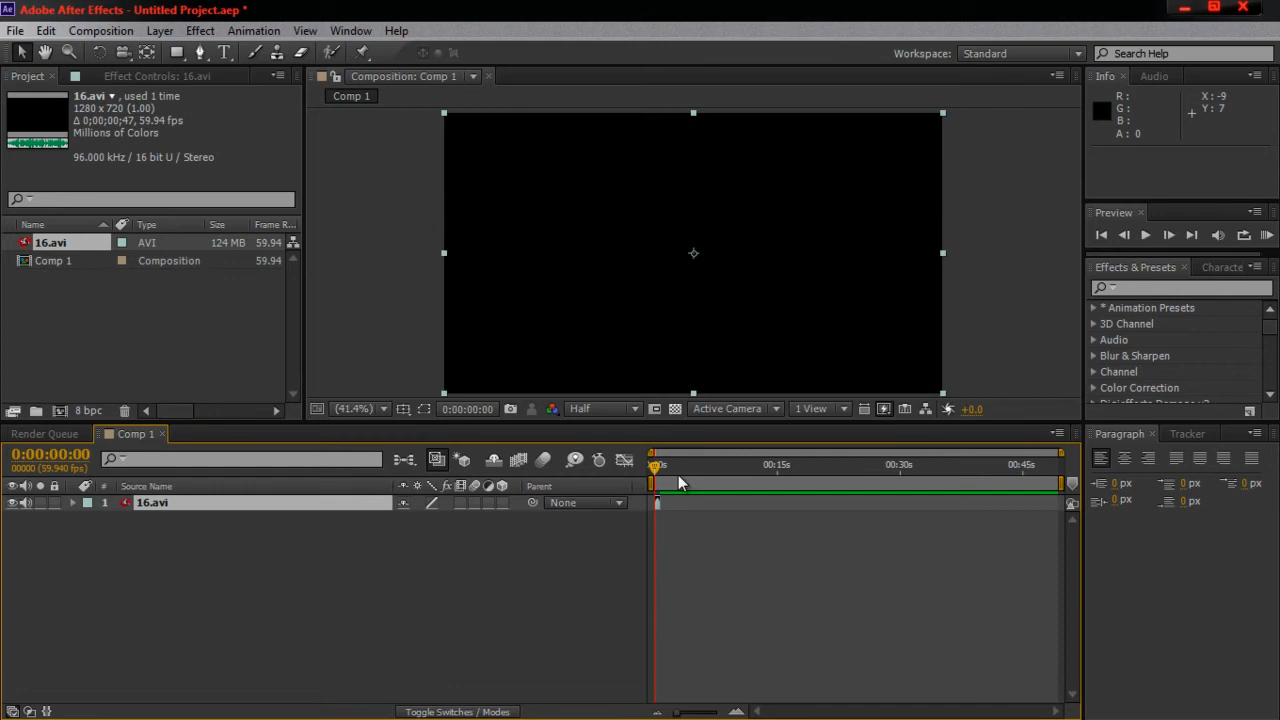 Adobe After Effects - Untitled Project.aep *
File Edit Composition Layer Effect Animation View Window Help
Workspace: Standard Search Help
Project Effect Controls: 16.avi Composition: Comp 1 Info Audio
Comp 1
16.avi , used 1 time
1280 x 720 (1.00)
Δ 0;00;00;47, 59.94 fps
Millions of Colors
96.000 kHz / 16 bit U / Stereo
R :
G :
B :
A : 0
X: -9
Y: 7
Preview
Name Type Size Frame R...
16.avi AVI 124 MB 59.94
Comp 1 Composition 59.94
Effects & Presets Characte
* Animation Presets
3D Channel
Audio
Blur & Sharpen
Channel
Color Correction
8 bpc
(41.4%) 0:00:00:00 Half Active Camera 1 View +0.0
Render Queue Comp 1
0:00:00:00
00000 (59.940 fps)
00:15s 00:30s 00:45s
# Source Name fx Parent
1 16.avi None
Toggle Switches / Modes
Paragraph Tracker
0 px 0 px 0 px
0 px 0 px